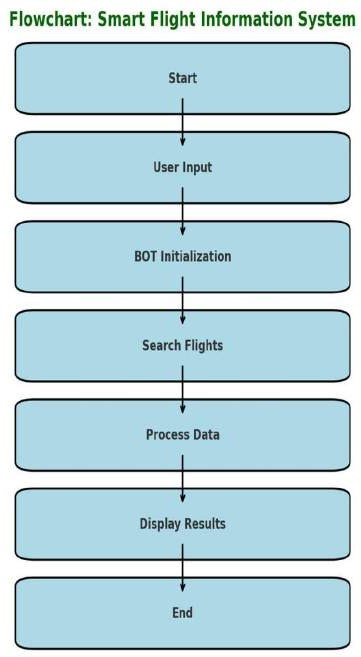 Flowchart: Smart Flight Information System
Start
User Input
BOT Initialization
Search Flights
Process Data
Display Results
End